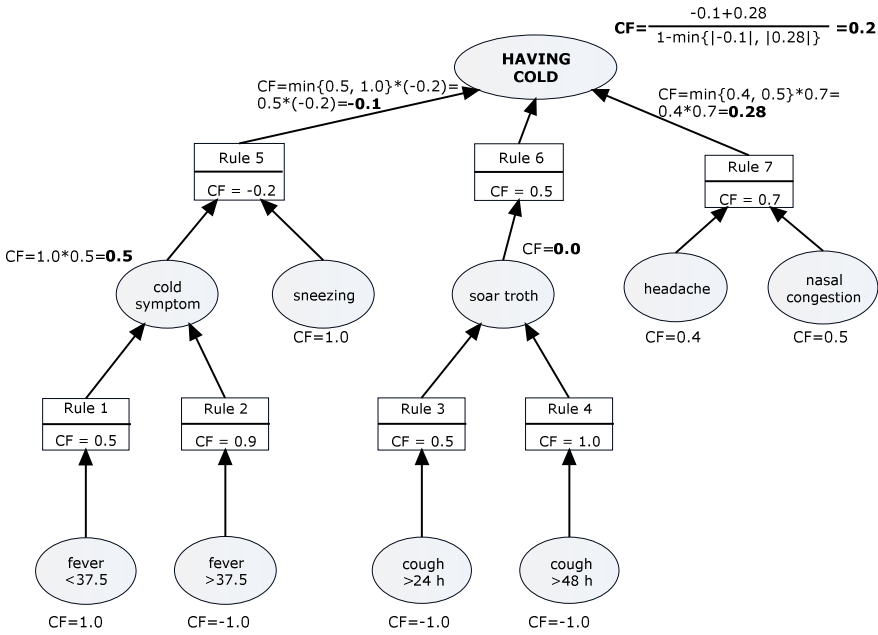 -0.1+0.28
CF=
1-min{|-0.1|, |0.28|}
=0.2
HAVING
COLD
CF=min{0.5, 1.0}*(-0.2)=
0.5*(-0.2)=-0.1
CF=min{0.4, 0.5}*0.7=
0.4*0.7=0.28
Rule 5
CF = -0.2
Rule 6
CF = 0.5
Rule 7
CF = 0.7
CF=1.0*0.5=0.5
CF=0.0
cold
symptom
sneezing
CF=1.0
soar troth
headache
CF=0.4
nasal
congestion
CF=0.5
Rule 1
CF = 0.5
Rule 2
CF = 0.9
Rule 3
CF = 0.5
Rule 4
CF = 1.0
fever
<37.5
CF=1.0
fever
>37.5
CF=-1.0
cough
>24 h
CF=-1.0
cough
>48 h
CF=-1.0